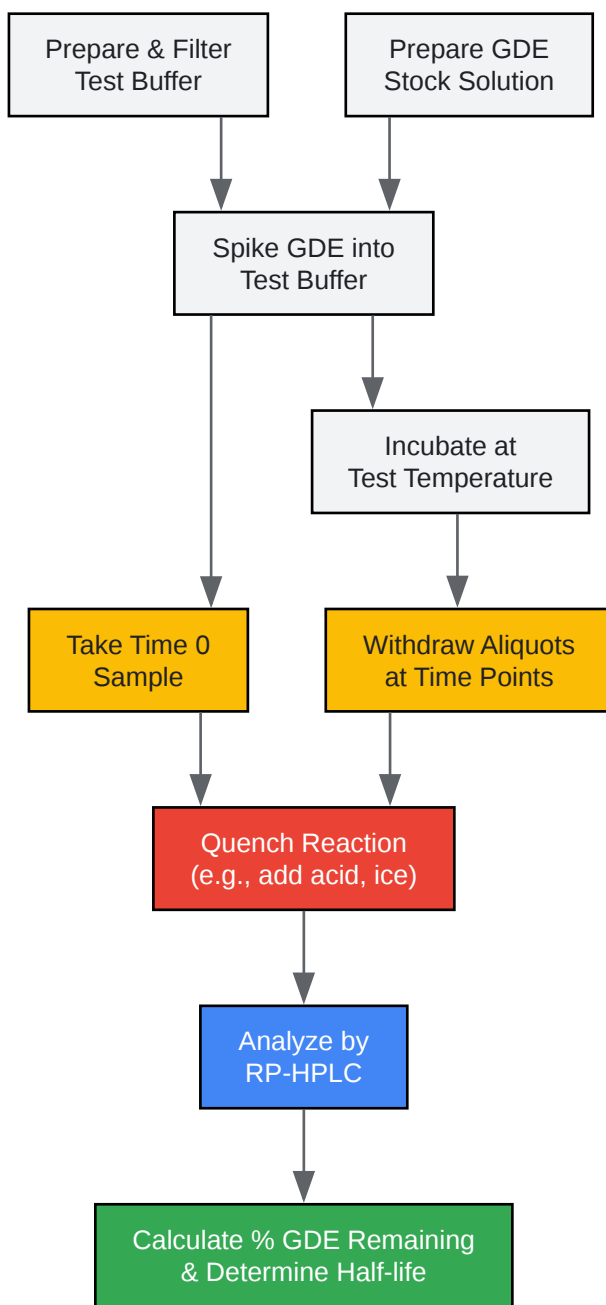 Prepare & Filter
Test Buffer
Prepare GDE
Stock Solution
Spike GDE into
Test Buffer
Incubate at
Test Temperature
Take Time 0
Sample
Withdraw Aliquots
at Time Points
Quench Reaction
(e.g., add acid, ice)
Analyze by
RP-HPLC
Calculate % GDE Remaining
& Determine Half-life